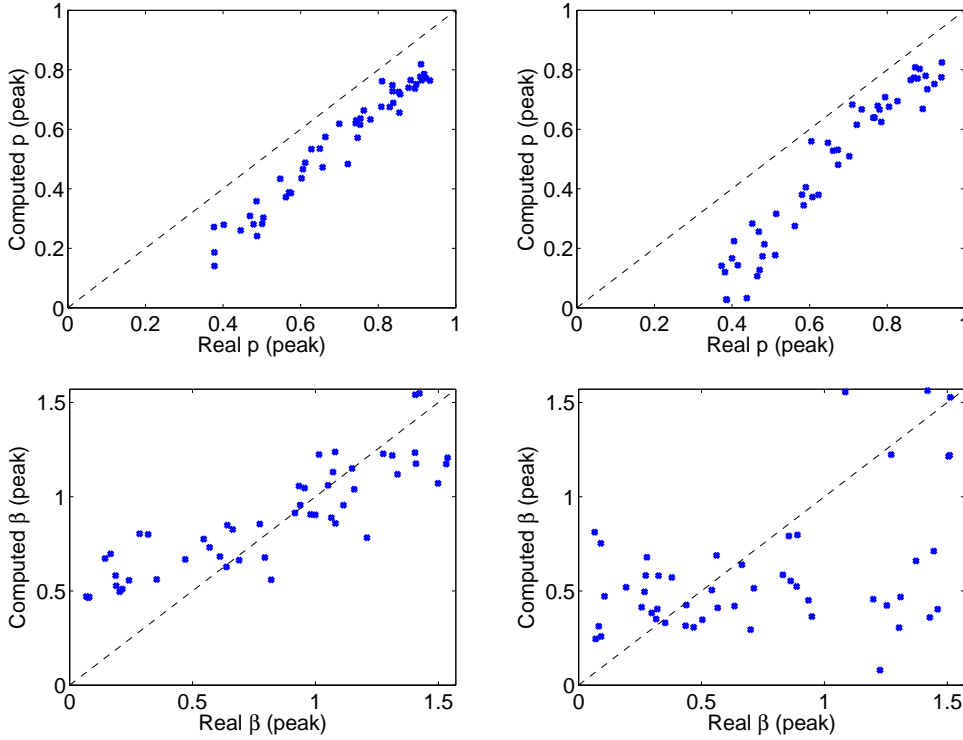 1
0.8
0.6
0.4
0.2
0
0 0.2 0.4 0.6 0.8 1
Computed p (peak)
Real p (peak)
1
0.8
0.6
0.4
0.2
0
0 0.2 0.4 0.6 0.8 1
Computed p (peak)
Real p (peak)
1.5
1
0.5
0
0 0.5 1 1.5
Computed β (peak)
Real β (peak)
1.5
1
0.5
0
0 0.5 1 1.5
Computed β (peak)
Real β (peak)